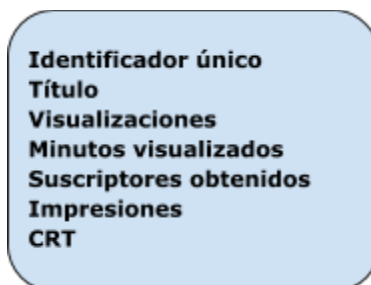 Identificador único
Título
Visualizaciones
Minutos visualizados
Suscriptores obtenidos
Impresiones
CRT